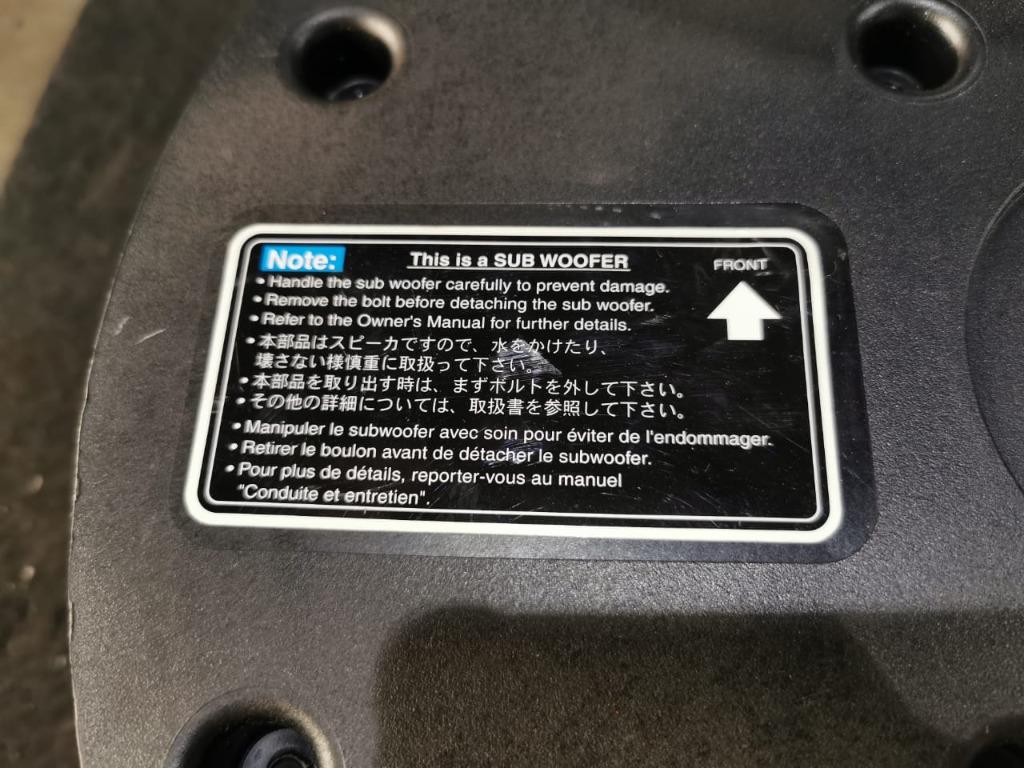 Note:
This is a SUB WOOFER
FRONT
• Handle the sub woofer carefully to prevent damage.
• Remove the bolt before detaching the sub woofer.
• Refer to the Owner's Manual for further details.
• 本部品はスピーカですので、水をかけたり、
壊さない様慎重に取扱って下さい。
• 本部品を取り出す時は、まずボルトを外して下さい。
• その他の詳細については、取扱書を参照して下さい。
• Manipuler le subwoofer avec soin pour éviter de l'endommager.
• Retirer le boulon avant de détacher le subwoofer.
• Pour plus de détails, reporter-vous au manuel
"Conduite et entretien".